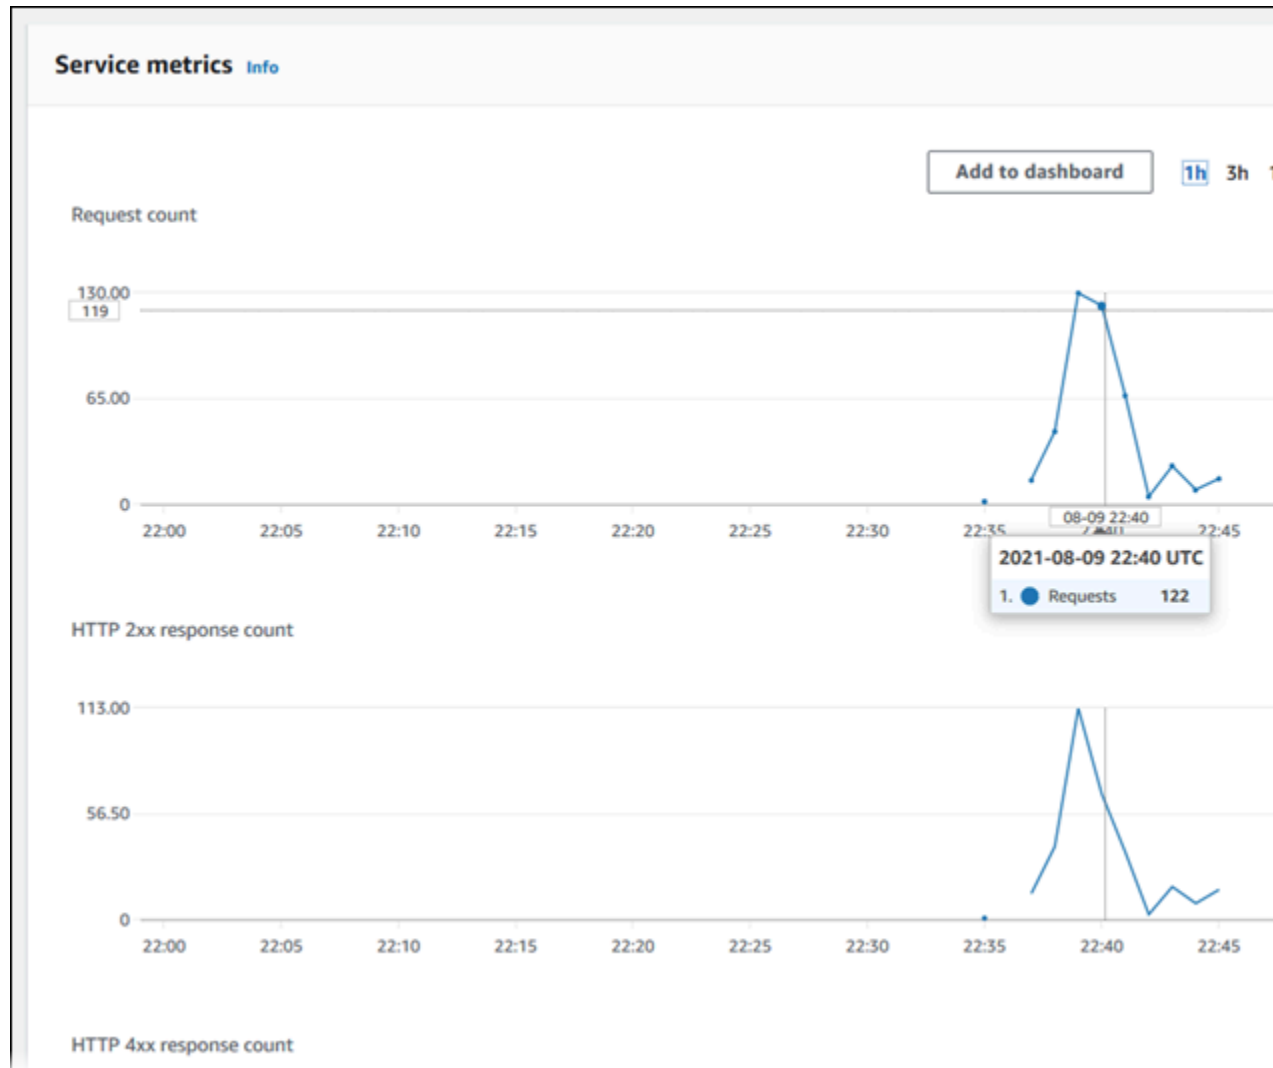 Service metrics Info
Add to dashboard 1h 3h
Request count
130.00
119
65.00
0
22:00 22:05 22:10 22:15 22:20 22:25 22:30 22:35 22:40 22:45
08-09 22:40
2021-08-09 22:40 UTC
1. Requests 122
HTTP 2xx response count
113.00
56.50
0
22:00 22:05 22:10 22:15 22:20 22:25 22:30 22:35 22:40 22:45
HTTP 4xx response count